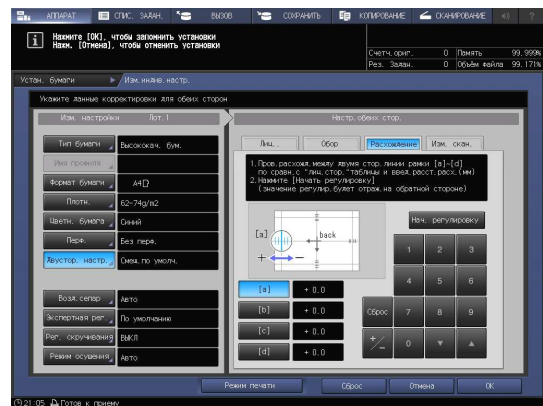 АППАРАТ
СПИС. ЗАДАН.
ВЫЗОВ
СОХРАНИТЬ
КОПИРОВАНИЕ
СКАНИРОВАНИЕ
?
Нажмите [OK], чтобы запомнить установки
Нажм. [Отмена], чтобы отменить установки
Счетч.ориг. 0 Память 99.999%
Рез. Задан. 0 Объём файла 99.171%
Устан. бумаги
Изм.индив.настр.
Укажите данные корректировки для обеих сторон
Изм. настройки Лот.1
Тип бумаги Высококач. бум.
Имя профиля
Формат бумаги A4
Плотн. 62-74g/m2
Цветн. бумага Синий
Перф. Без перф.
Двустор. настр. Смещ.по умолч.
Возд.сепар Авто
Экспертная рег. По умолчанию
Рег. скручивания ВЫКЛ
Режим осушения Авто
Настр. обеих стор.
Лиц..
Обор
Расхождение
Изм. скан.
1.Пров.расхожд.между двумя стор.линии рамки [a]~[d]
по сравн.с "лиц.стор."таблицы и введ.расст.расх.(мм)
2.Нажмите [Начать регулировку]
(значение регулир.будет отраж.на обратной стороне)
[a]
back
+ -
Нач. регулировку
[a] + 0.0
[b] + 0.0
[c] + 0.0
[d] + 0.0
1 2 3
4 5 6
Сброс 7 8 9
+/- 0 ▼ ▲
Режим печати
Сброс
Отмена
OK
21:05 Готов к приему